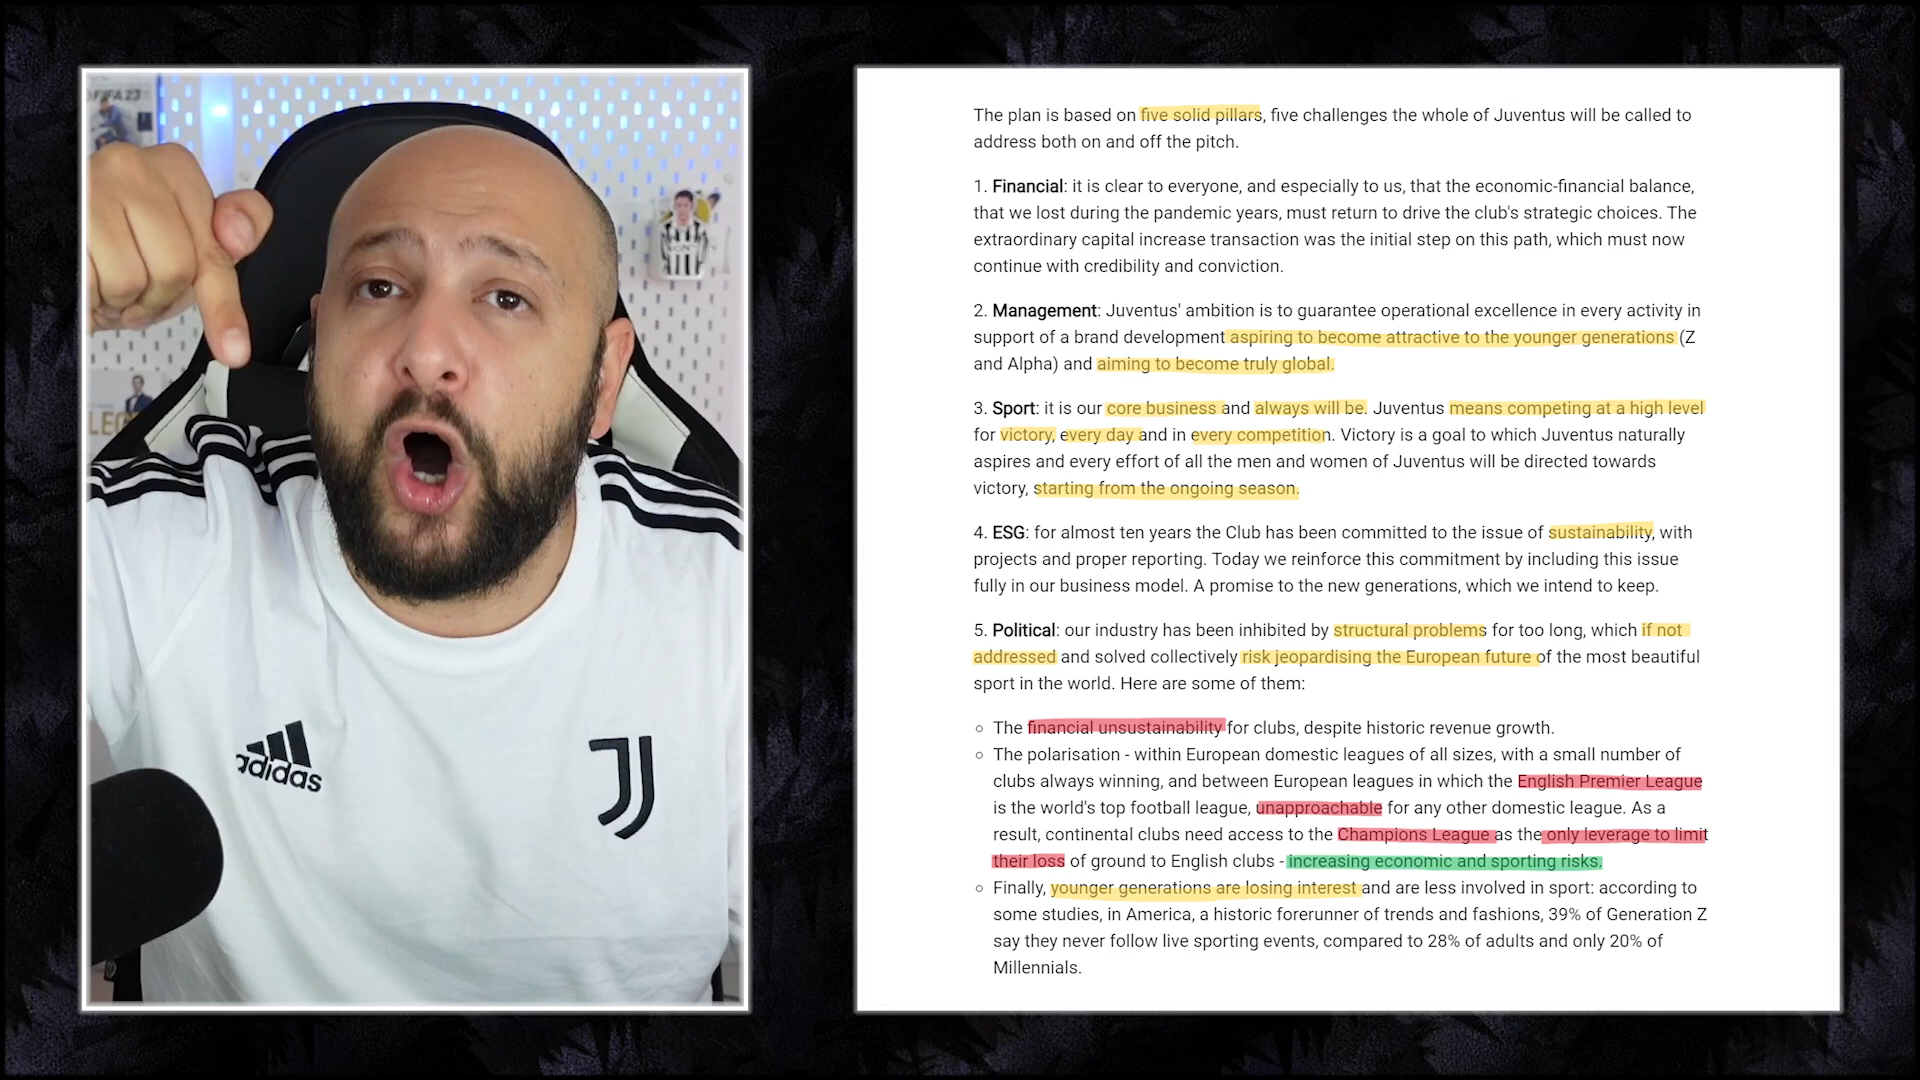 FIFA 23
LEG
adidas
The plan is based on five solid pillars, five challenges the whole of Juventus will be called to
address both on and off the pitch.
1. Financial: it is clear to everyone, and especially to us, that the economic-financial balance,
that we lost during the pandemic years, must return to drive the club's strategic choices. The
extraordinary capital increase transaction was the initial step on this path, which must now
continue with credibility and conviction.
2. Management: Juventus' ambition is to guarantee operational excellence in every activity in
support of a brand development aspiring to become attractive to the younger generations (Z
and Alpha) and aiming to become truly global.
3. Sport: it is our core business and always will be. Juventus means competing at a high level
for victory, every day and in every competition. Victory is a goal to which Juventus naturally
aspires and every effort of all the men and women of Juventus will be directed towards
victory, starting from the ongoing season.
4. ESG: for almost ten years the Club has been committed to the issue of sustainability, with
projects and proper reporting. Today we reinforce this commitment by including this issue
fully in our business model. A promise to the new generations, which we intend to keep.
5. Political: our industry has been inhibited by structural problems for too long, which if not
addressed and solved collectively risk jeopardising the European future of the most beautiful
sport in the world. Here are some of them:
○ The financial unsustainability for clubs, despite historic revenue growth.
○ The polarisation - within European domestic leagues of all sizes, with a small number of
clubs always winning, and between European leagues in which the English Premier League
is the world's top football league, unapproachable for any other domestic league. As a
result, continental clubs need access to the Champions League as the only leverage to limit
their loss of ground to English clubs - increasing economic and sporting risks.
○ Finally, younger generations are losing interest and are less involved in sport: according to
some studies, in America, a historic forerunner of trends and fashions, 39% of Generation Z
say they never follow live sporting events, compared to 28% of adults and only 20% of
Millennials.